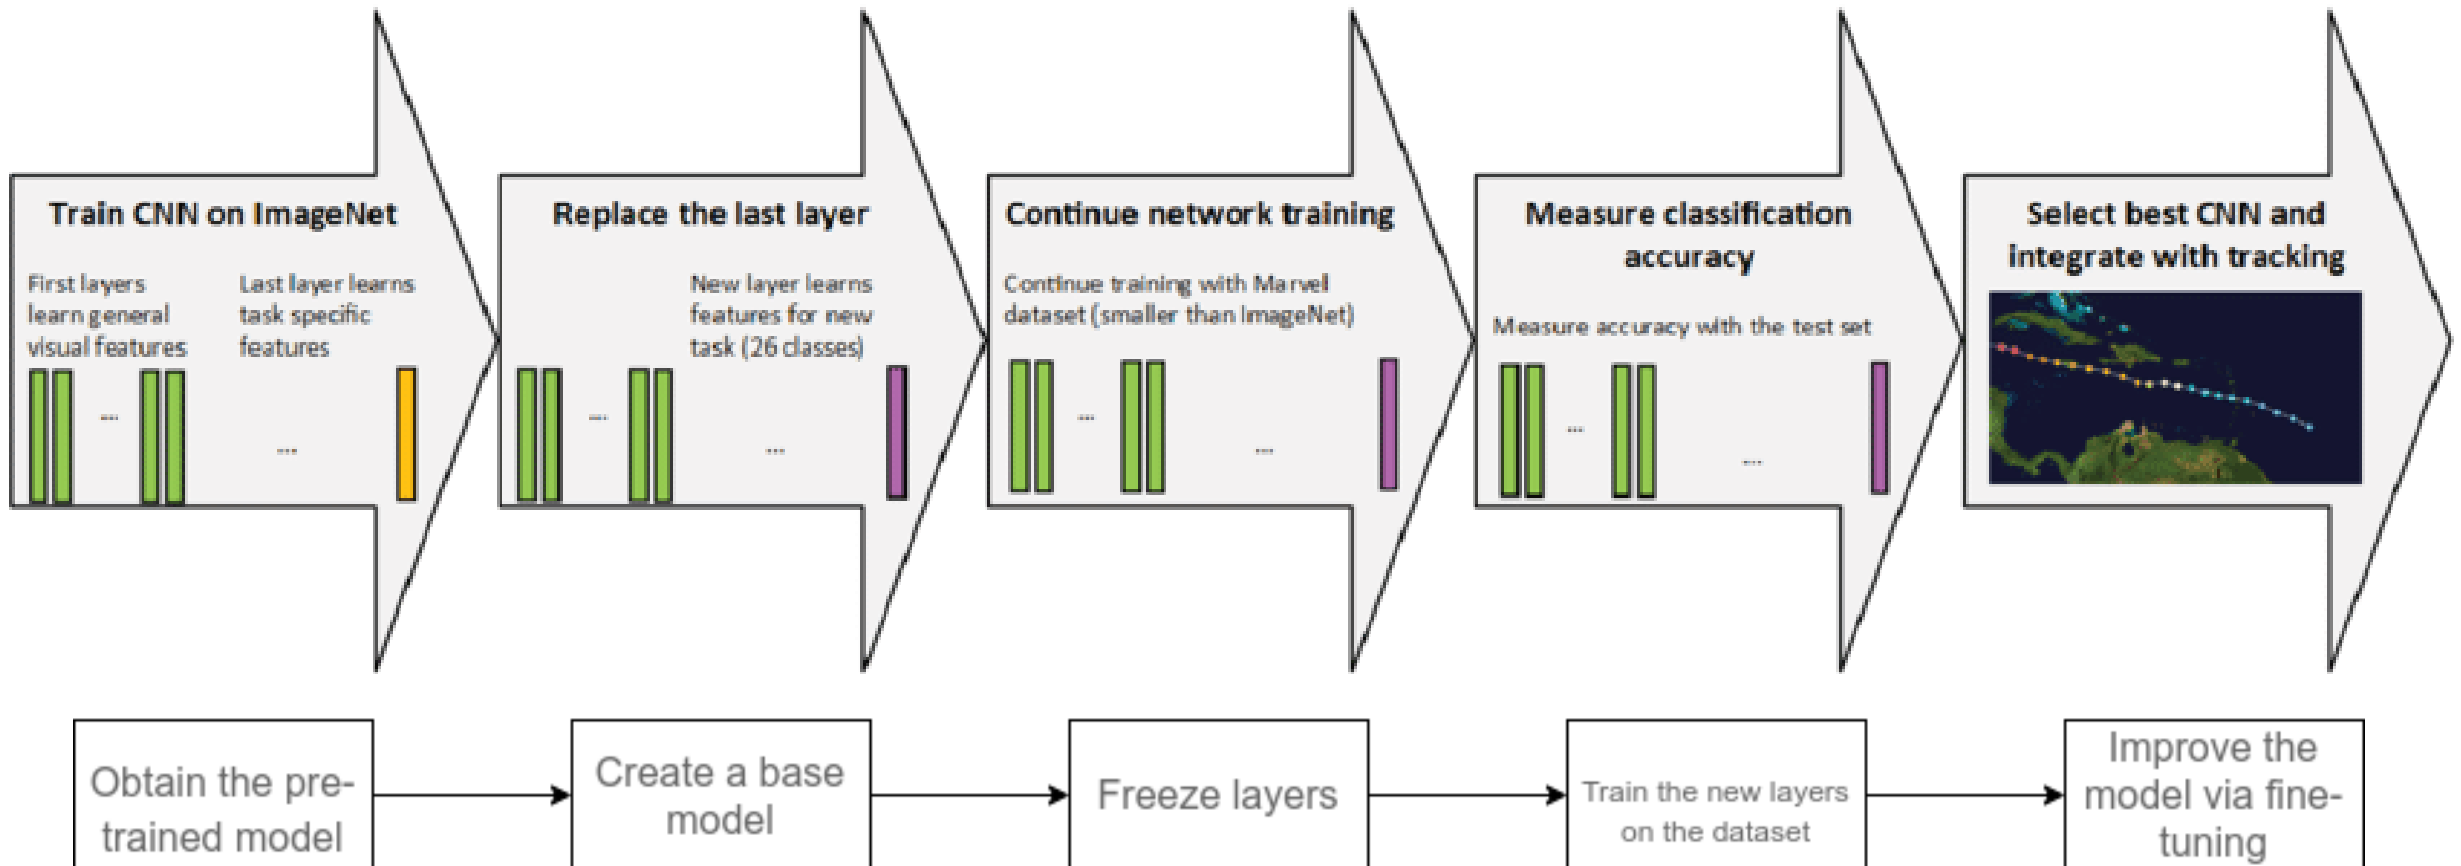 Train CNN on ImageNet
First layers
learn general
visual features
Last layer learns
task specific
features
...
...
Replace the last layer
New layer learns
features for new
task (26 classes)
...
...
Continue network training
Continue training with Marvel
dataset (smaller than ImageNet)
...
...
Measure classification
accuracy
Measure accuracy with the test set
...
...
Select best CNN and
integrate with tracking
Obtain the pre-
trained model
Create a base
model
Freeze layers
Train the new layers
on the dataset
Improve the
model via fine-
tuning